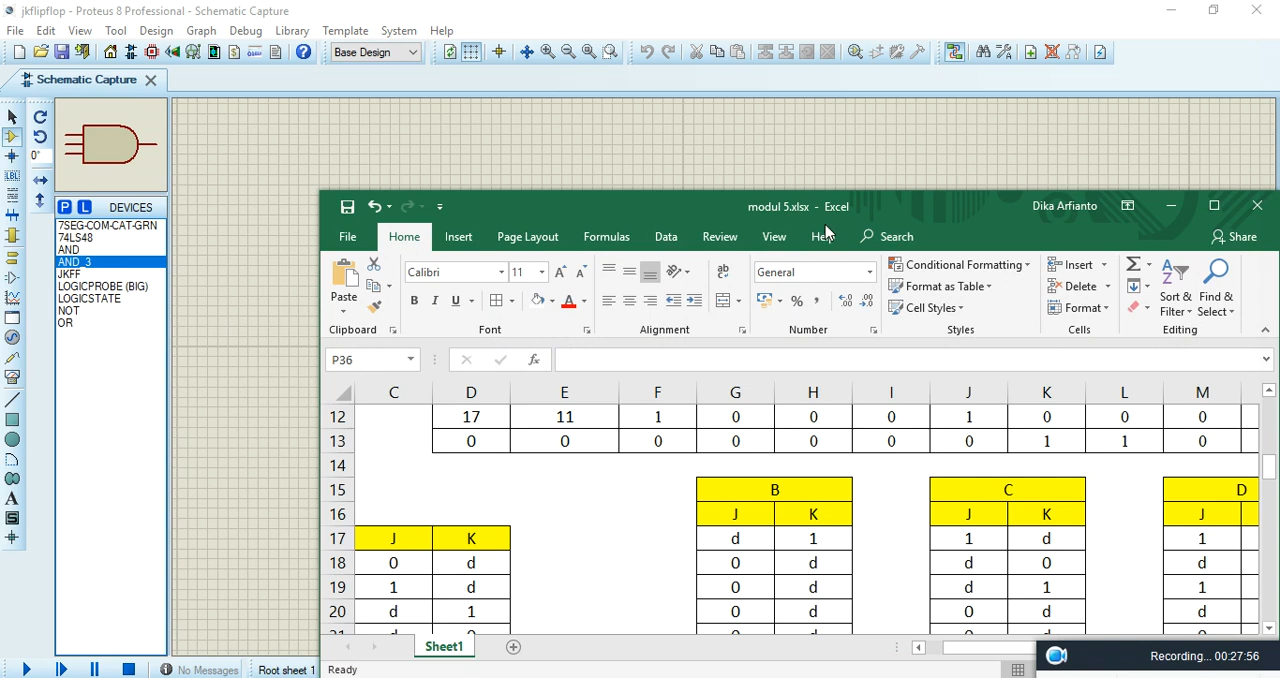 jkflipflop - Proteus 8 Professional - Schematic Capture
File Edit View Tool Design Graph Debug Library Template System Help
Base Design
Schematic Capture
0°
P L DEVICES
7SEG-COM-CAT-GRN
74LS48
AND
AND_3
JKFF
LOGICPROBE (BIG)
LOGICSTATE
NOT
OR
modul 5.xlsx - Excel Dika Arfianto
File Home Insert Page Layout Formulas Data Review View Help Search Share
Paste
Calibri 11
B I U
General
Conditional Formatting
Format as Table
Cell Styles
Insert
Delete
Format
Sort & Filter
Find & Select
Clipboard Font Alignment Number Styles Cells Editing
P36 fx
C D E F G H I J K L M
12 17 11 1 0 0 0 1 0 0 0
13 0 0 0 0 0 0 0 1 1 0
14
15 B C D
16 J K J K J
17 J K d 1 1 d 1
18 0 d 0 d d 0 d
19 1 d 0 d d 1 1
20 d 1 0 d 0 d d
21 d 0 0 d 0 d d
Sheet1
Ready
No Messages Root sheet 1
Recording... 00:27:56